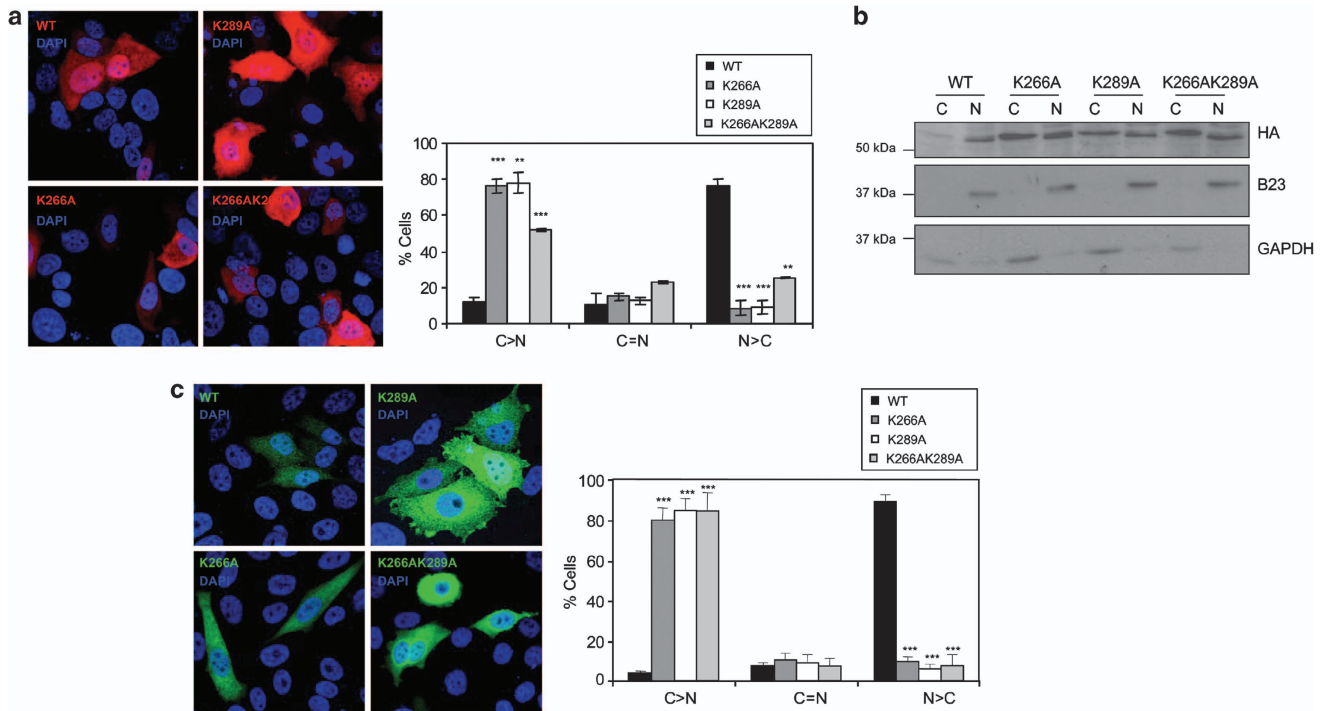 a
WT
DAPI
K289A
DAPI
K266A
DAPI
K266AK289A
DAPI
WT
K266A
K289A
K266AK289A
% Cells
100
80
60
40
20
0
*** ** ***
*** *** **
C>N C=N N>C
b
WT K266A K289A K266AK289A
C N C N C N C N
50 kDa HA
37 kDa B23
37 kDa GAPDH
c
WT
DAPI
K289A
DAPI
K266A
DAPI
K266AK289A
DAPI
WT
K266A
K289A
K266AK289A
% Cells
100
80
60
40
20
0
*** *** ***
*** *** ***
C>N C=N N>C